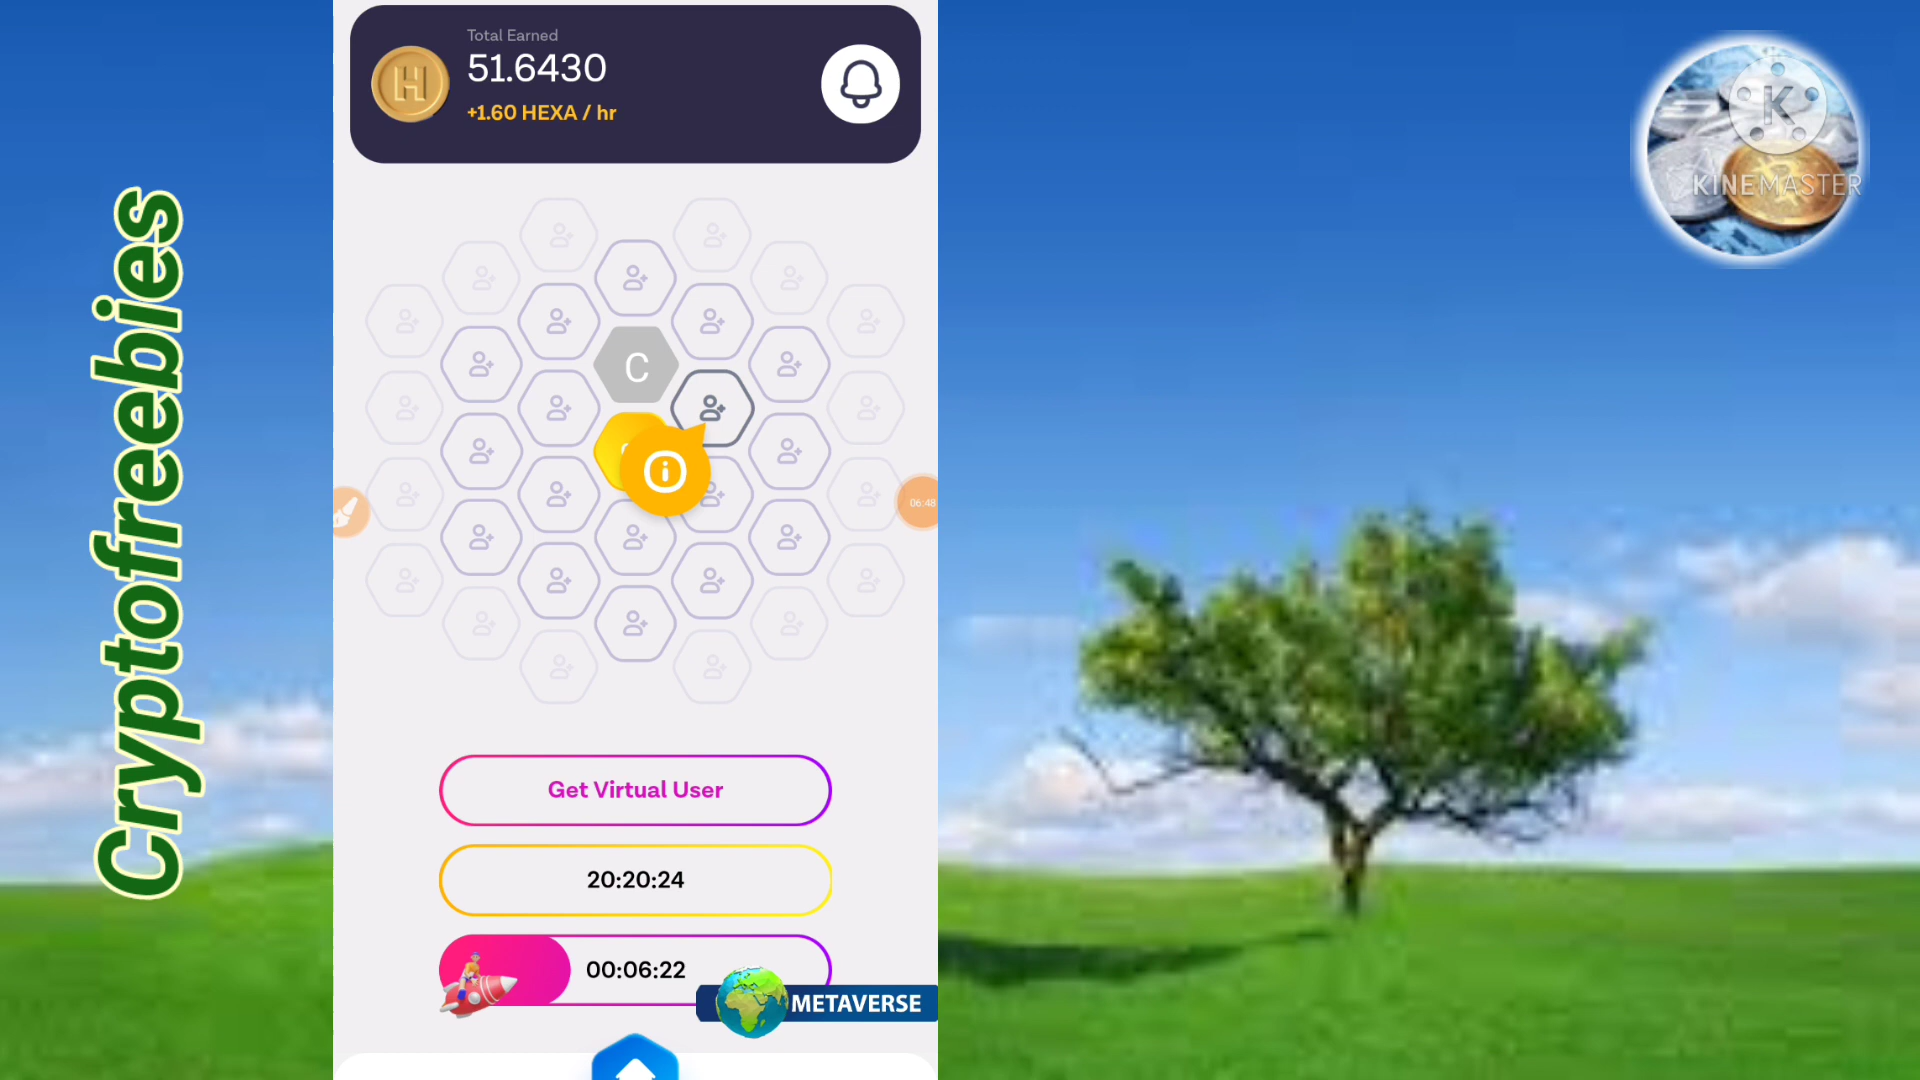 Cryptofreebies
Total Earned
51.6430
+1.60 HEXA / hr
H
C
06:48
Get Virtual User
20:20:24
00:06:22
METAVERSE
K
KINEMASTER